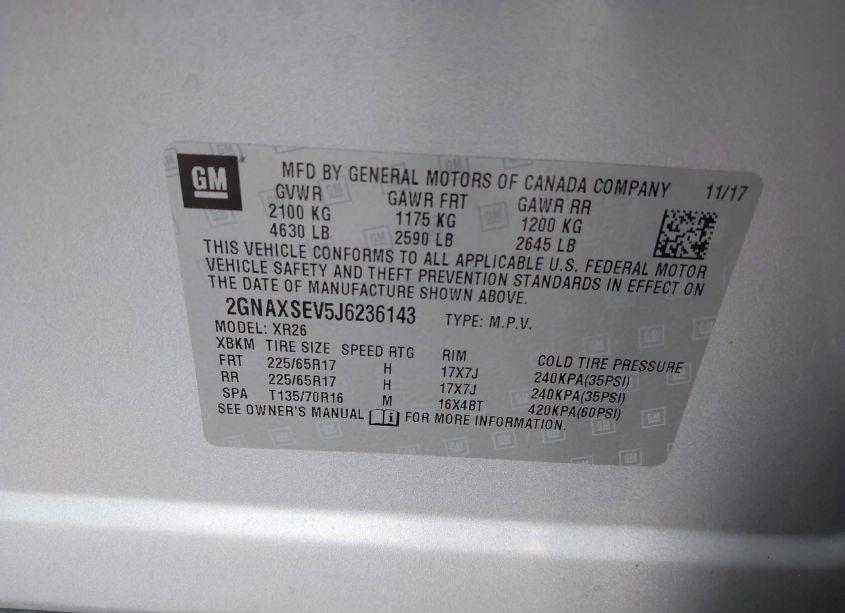 GM
MFD BY GENERAL MOTORS OF CANADA COMPANY 11/17
GVWR GAWR FRT GAWR RR
2100 KG 1175 KG 1200 KG
4630 LB 2590 LB 2645 LB
THIS VEHICLE CONFORMS TO ALL APPLICABLE U.S. FEDERAL MOTOR
VEHICLE SAFETY AND THEFT PREVENTION STANDARDS IN EFFECT ON
THE DATE OF MANUFACTURE SHOWN ABOVE.
2GNAXSEV5J6236143 TYPE: M.P.V.
MODEL: XR26
XBKM TIRE SIZE SPEED RTG RIM COLD TIRE PRESSURE
FRT 225/65R17 H 17X7J 240KPA(35PSI)
RR 225/65R17 H 17X7J 240KPA(35PSI)
SPA T135/70R16 M 16X4BT 420KPA(60PSI)
SEE OWNER'S MANUAL i FOR MORE INFORMATION.